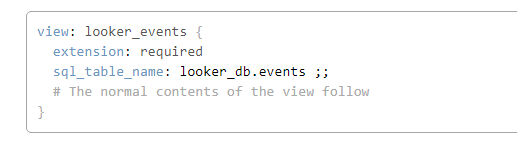 view: looker_events {
  extension: required
  sql_table_name: looker_db.events ;;
  # The normal contents of the view follow
}